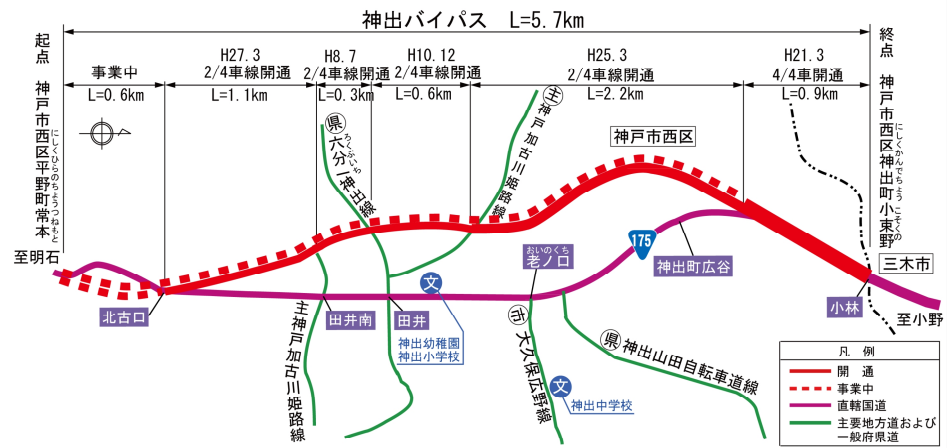 神出バイパス L=5.7km
起点 神戸市西区平野町常本
にしくひらのちょうつねもと
終点 神戸市西区神出町小東野
にしくかんでちょう こそくの
事業中
L=0.6km
H27.3
2/4車線開通
L=1.1km
H8.7
2/4車線開通
L=0.3km
H10.12
2/4車線開通
L=0.6km
H25.3
2/4車線開通
L=2.2km
H21.3
4/4車線開通
L=0.9km
県 六分一神出線
ろくぶいち
主 神戸加古川姫路線
神戸市西区
三木市
至明石
175
おいのくち
老ノ口
神出町広谷
北古口
田井南
田井
文
神出幼稚園
神出小学校
小林
至小野
主 神戸加古川姫路線
市 大久保広野線
県 神出山田自転車道線
文
神出中学校
凡 例
開 通
事業中
直轄国道
主要地方道および
一般府県道